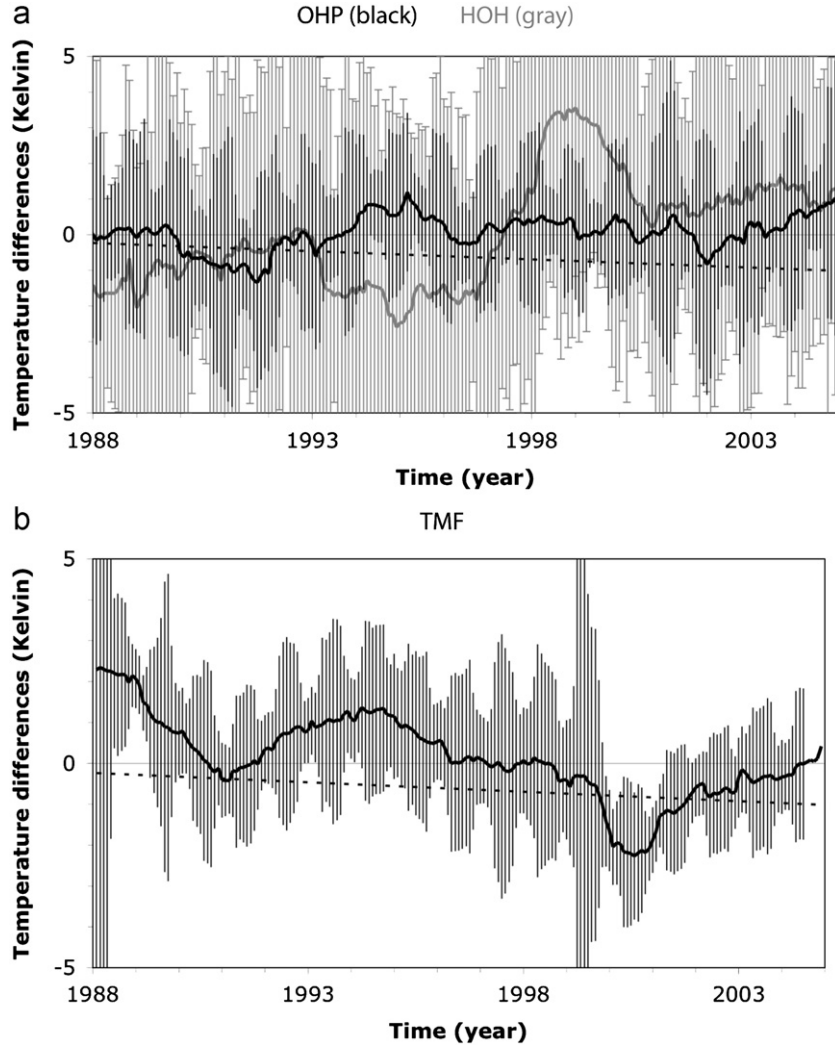 a
OHP (black) HOH (gray)
Temperature differences (Kelvin)
5
0
-5
1988 1993 1998 2003
Time (year)
b
TMF
Temperature differences (Kelvin)
5
0
-5
1988 1993 1998 2003
Time (year)